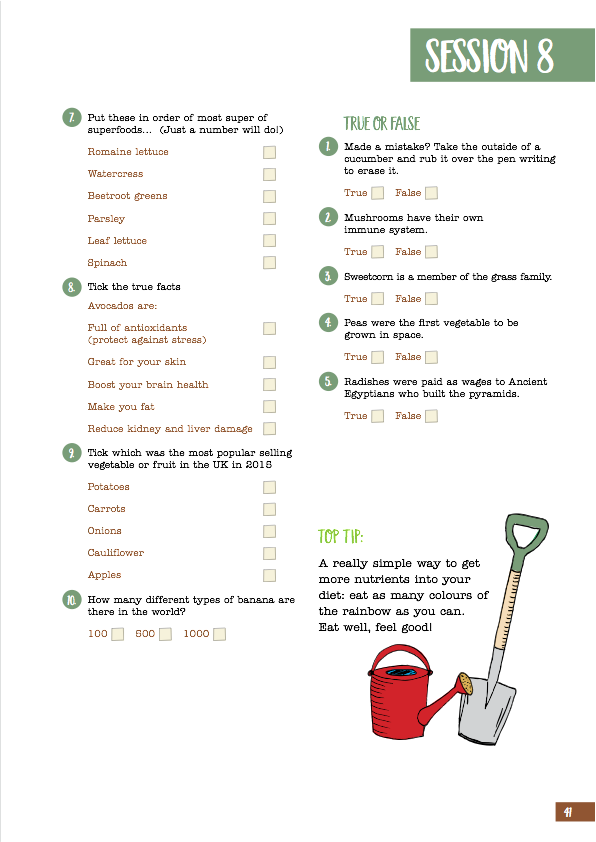 SESSION 8
7. Put these in order of most super of
superfoods... (Just a number will do!)
Romaine lettuce
Watercress
Beetroot greens
Parsley
Leaf lettuce
Spinach
8. Tick the true facts
Avocados are:
Full of antioxidants
(protect against stress)
Great for your skin
Boost your brain health
Make you fat
Reduce kidney and liver damage
9. Tick which was the most popular selling
vegetable or fruit in the UK in 2015
Potatoes
Carrots
Onions
Cauliflower
Apples
10. How many different types of banana are
there in the world?
100 500 1000
TRUE OR FALSE
1. Made a mistake? Take the outside of a
cucumber and rub it over the pen writing
to erase it.
True False
2. Mushrooms have their own
immune system.
True False
3. Sweetcorn is a member of the grass family.
True False
4. Peas were the first vegetable to be
grown in space.
True False
5. Radishes were paid as wages to Ancient
Egyptians who built the pyramids.
True False
TOP TIP:
A really simple way to get
more nutrients into your
diet: eat as many colours of
the rainbow as you can.
Eat well, feel good!
41